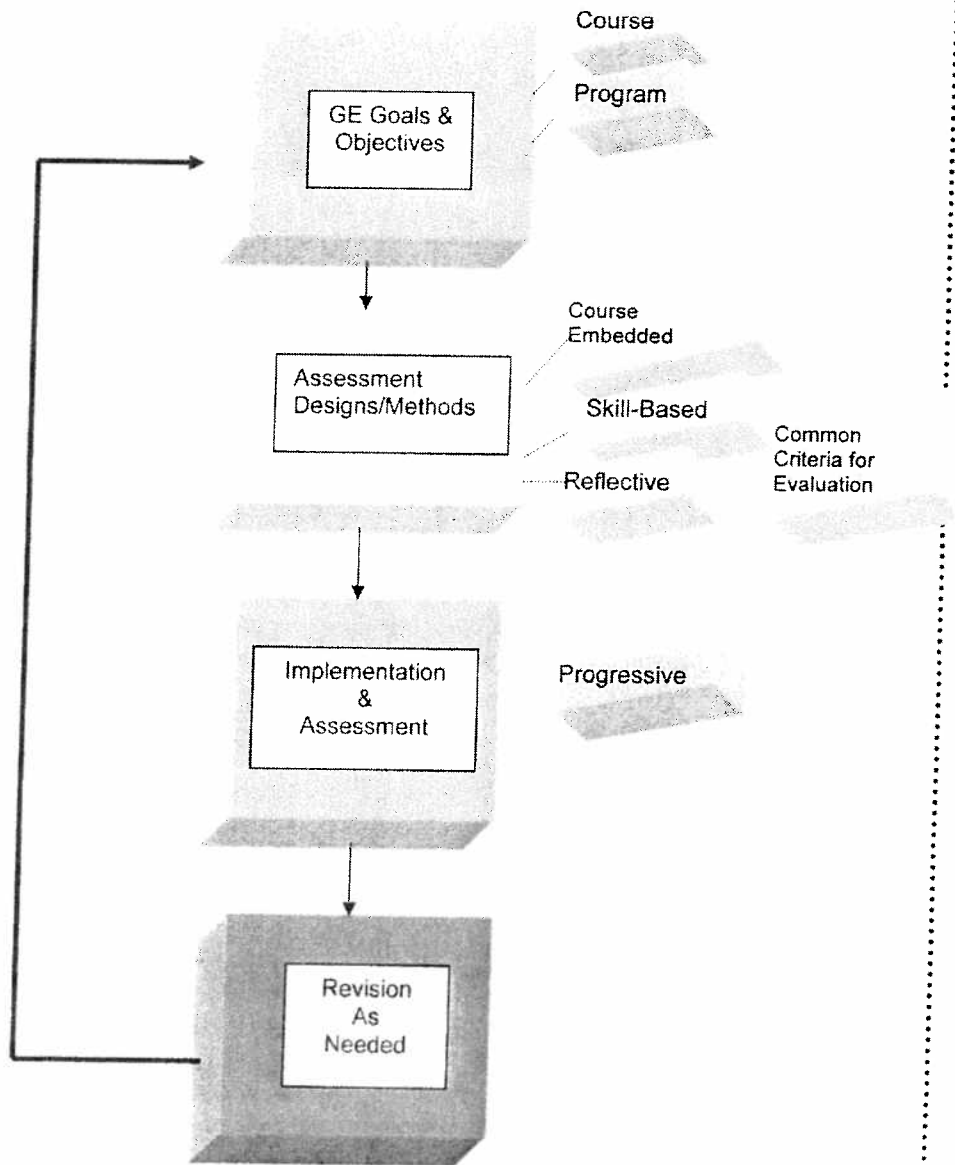 Course
Program
GE Goals &
Objectives
Course
Embedded
Assessment
Designs/Methods
Skill-Based
Common
Criteria for
Evaluation
Reflective
Implementation
&
Assessment
Progressive
Revision
As
Needed